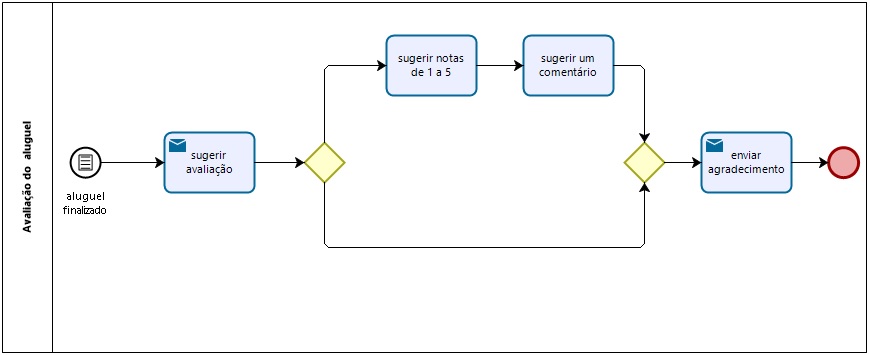 Avaliação do aluguel
aluguel
finalizado
sugerir
avaliação
sugerir notas
de 1 a 5
sugerir um
comentário
enviar
agradecimento